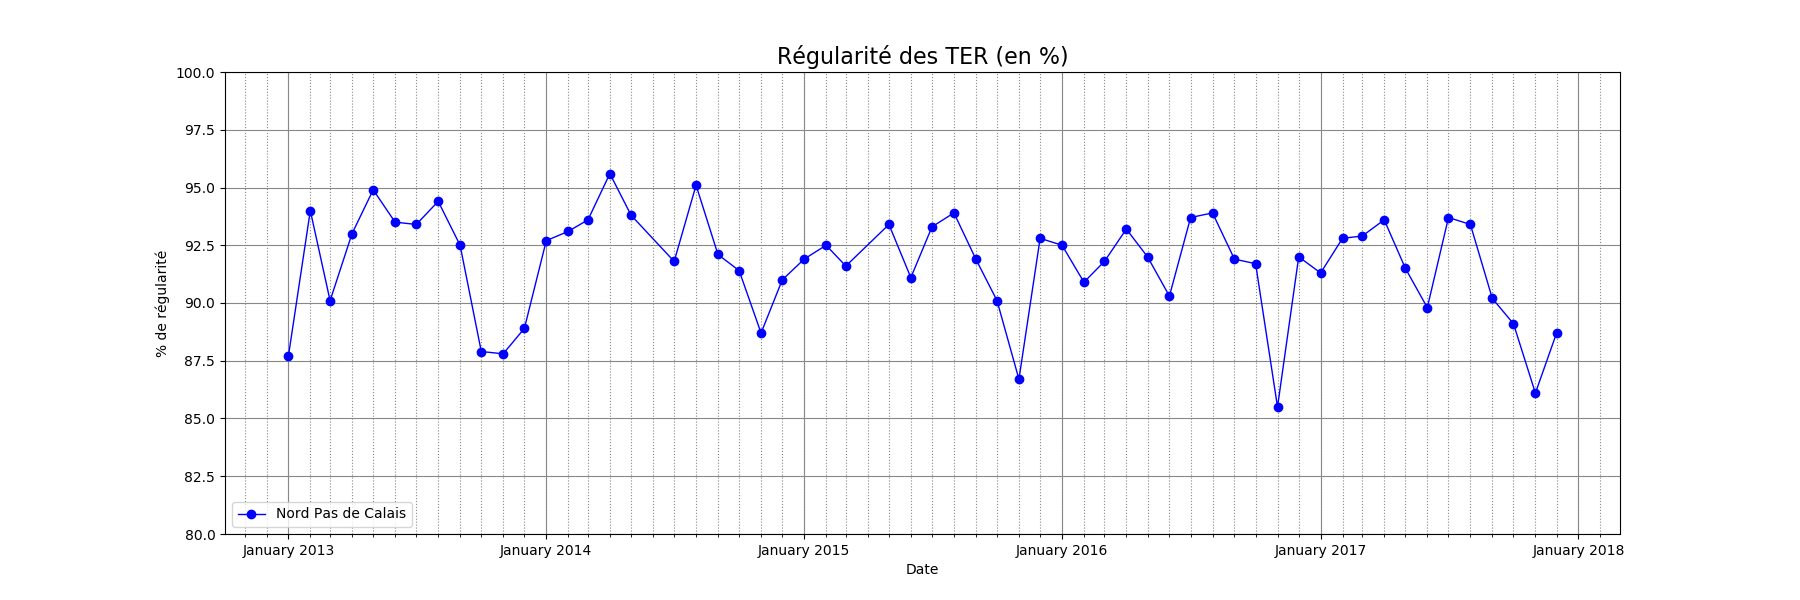 Régularité des TER (en %)
100.0
97.5
95.0
92.5
90.0
87.5
85.0
82.5
80.0
% de régularité
Nord Pas de Calais
January 2013 January 2014 January 2015 January 2016 January 2017 January 2018
Date